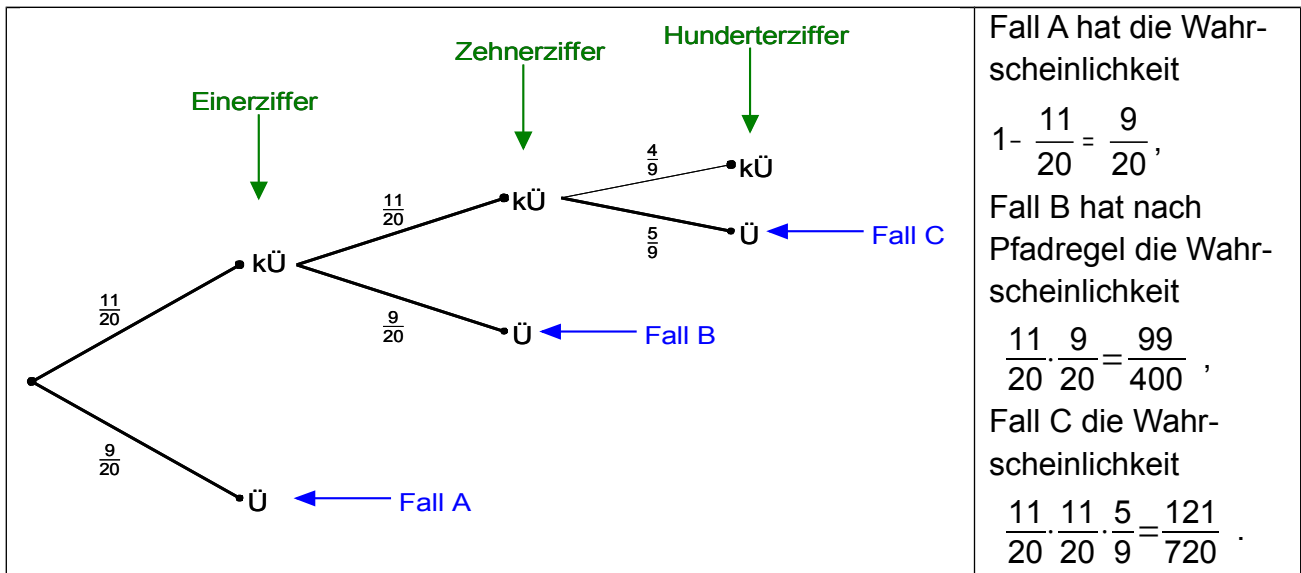 Einerziffer
Zehnerziffer
Hunderterziffer
4/9
kÜ
11/20
kÜ
5/9
Ü
Fall C
kÜ
11/20
9/20
Ü
Fall B
9/20
Ü
Fall A
Fall A hat die Wahr-
scheinlichkeit
1- 11/20 = 9/20,
Fall B hat nach
Pfadregel die Wahr-
scheinlichkeit
11/20·9/20=99/400 ,
Fall C die Wahr-
scheinlichkeit
11/20·11/20·5/9=121/720 .